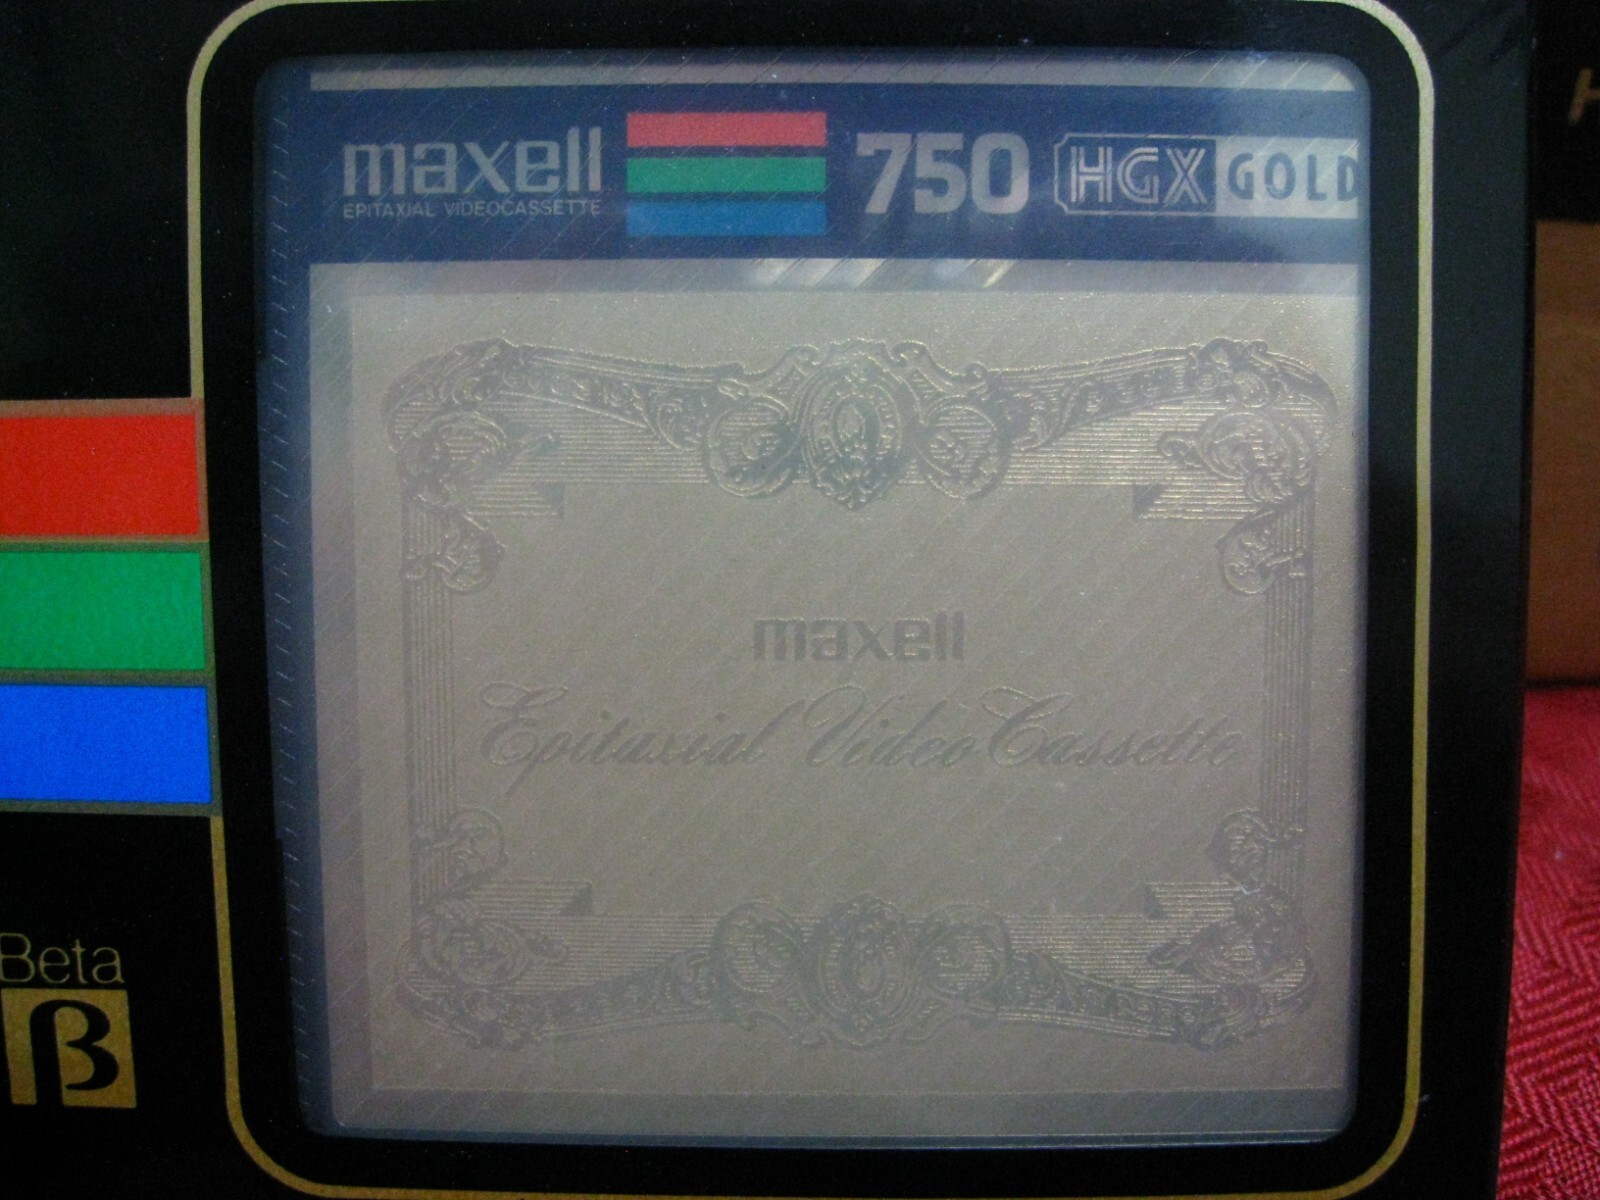 maxell
EPITAXIAL VIDEOCASSETTE
750
HGX GOLD
maxell
Epitaxial Video Cassette
Beta
β